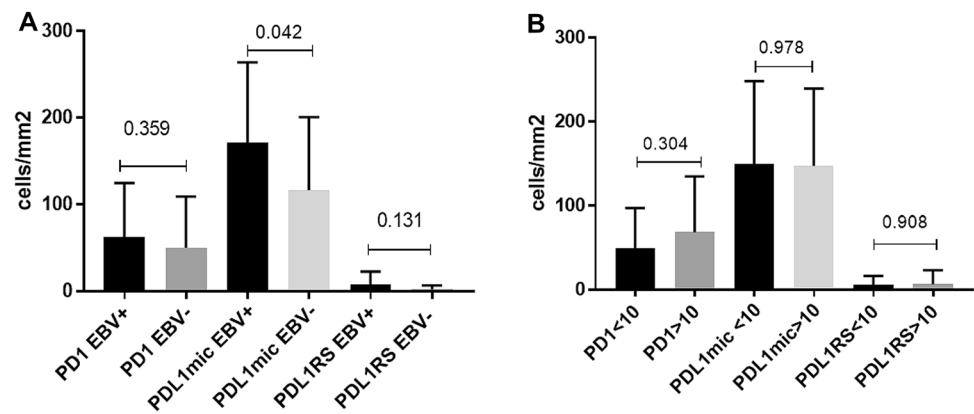 A
cells/mm2
300
200
100
0
0.359
0.042
0.131
PD1 EBV+
PD1 EBV-
PDL1mic EBV+
PDL1mic EBV-
PDL1RS EBV+
PDL1RS EBV-
B
cells/mm2
300
200
100
0
0.304
0.978
0.908
PD1<10
PD1>10
PDL1mic <10
PDL1mic>10
PDL1RS<10
PDL1RS>10